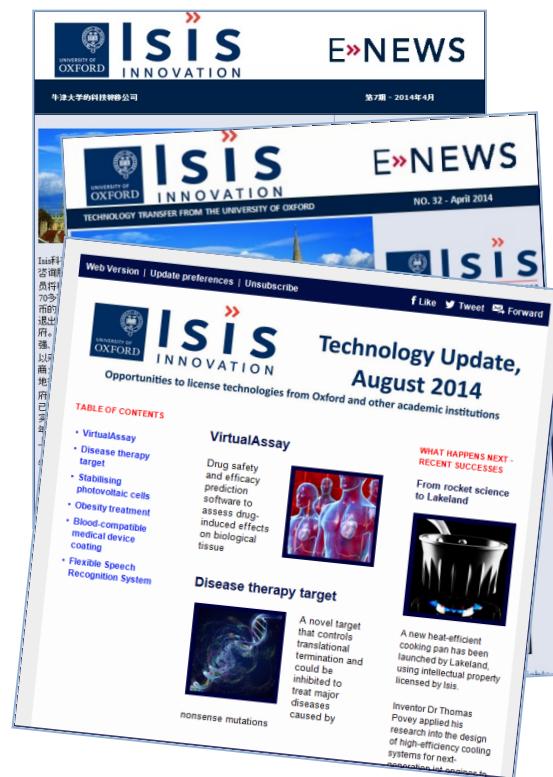 UNIVERSITY OF
OXFORD
Isis
INNOVATION
E»NEWS
牛津大学的科技转移公司
第7期 - 2014年4月
UNIVERSITY OF
OXFORD
Isis
INNOVATION
E»NEWS
TECHNOLOGY TRANSFER FROM THE UNIVERSITY OF OXFORD
NO. 32 - April 2014
Isis
Web Version | Update preferences | Unsubscribe
Like Tweet Forward
UNIVERSITY OF
OXFORD
Isis
INNOVATION
Technology Update,
August 2014
Opportunities to license technologies from Oxford and other academic institutions
TABLE OF CONTENTS
• VirtualAssay
• Disease therapy
target
• Stabilising
photovoltaic cells
• Obesity treatment
• Blood-compatible
medical device
coating
• Flexible Speech
Recognition System
VirtualAssay
Drug safety
and efficacy
prediction
software to
assess drug-
induced effects
on biological
tissue
Disease therapy target
A novel target
that controls
translational
termination and
could be
inhibited to
treat major
diseases
caused by
nonsense mutations
WHAT HAPPENS NEXT -
RECENT SUCCESSES
From rocket science
to Lakeland
A new heat-efficient
cooking pan has been
launched by Lakeland,
using intellectual property
licensed by Isis.
Inventor Dr Thomas
Povey applied his
research into the design
of high-efficiency cooling
systems for next-
generation jet engines to